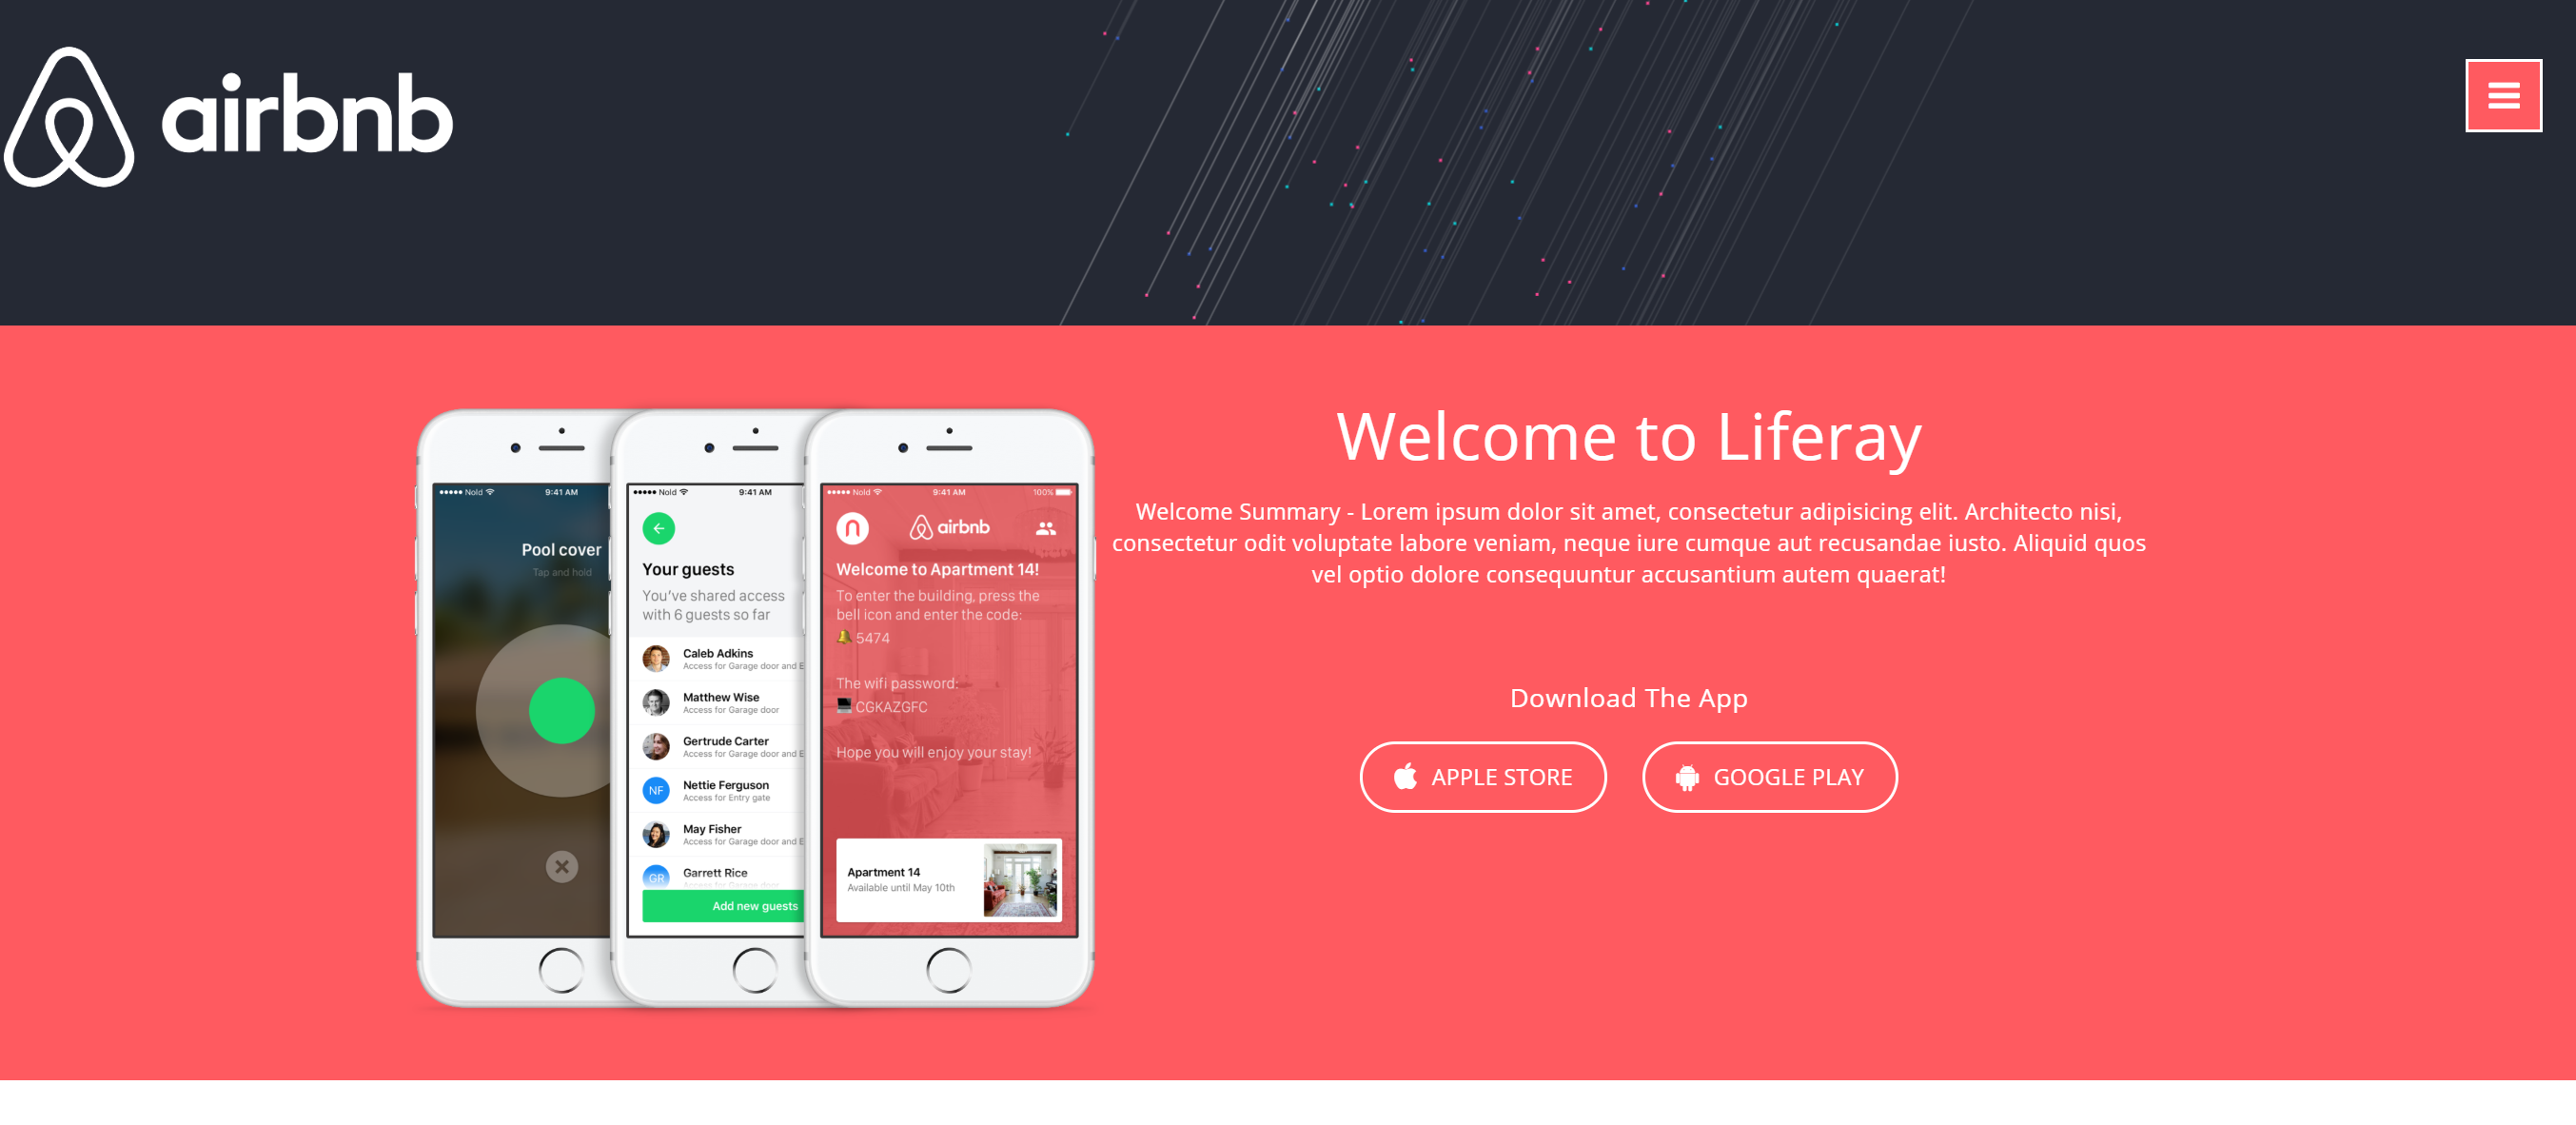 airbnb
Welcome to Liferay
Welcome Summary - Lorem ipsum dolor sit amet, consectetur adipisicing elit. Architecto nisi,
consectetur odit voluptate labore veniam, neque iure cumque aut recusandae iusto. Aliquid quos
vel optio dolore consequuntur accusantium autem quaerat!
Download The App
APPLE STORE
GOOGLE PLAY
Nold
9:41 AM
Pool cover
Tap and hold
Nold
9:41 AM
Your guests
You've shared access
with 6 guests so far
Caleb Adkins
Access for Garage door and E
Matthew Wise
Access for Garage door
Gertrude Carter
Access for Garage door and E
NF
Nettie Ferguson
Access for Entry gate
May Fisher
Access for Garage door and E
GR
Garrett Rice
Access for Garage door
Add new guests
Nold
9:41 AM
100%
airbnb
Welcome to Apartment 14!
To enter the building, press the
bell icon and enter the code:
5474
The wifi password:
CGKAZGFC
Hope you will enjoy your stay!
Apartment 14
Available until May 10th